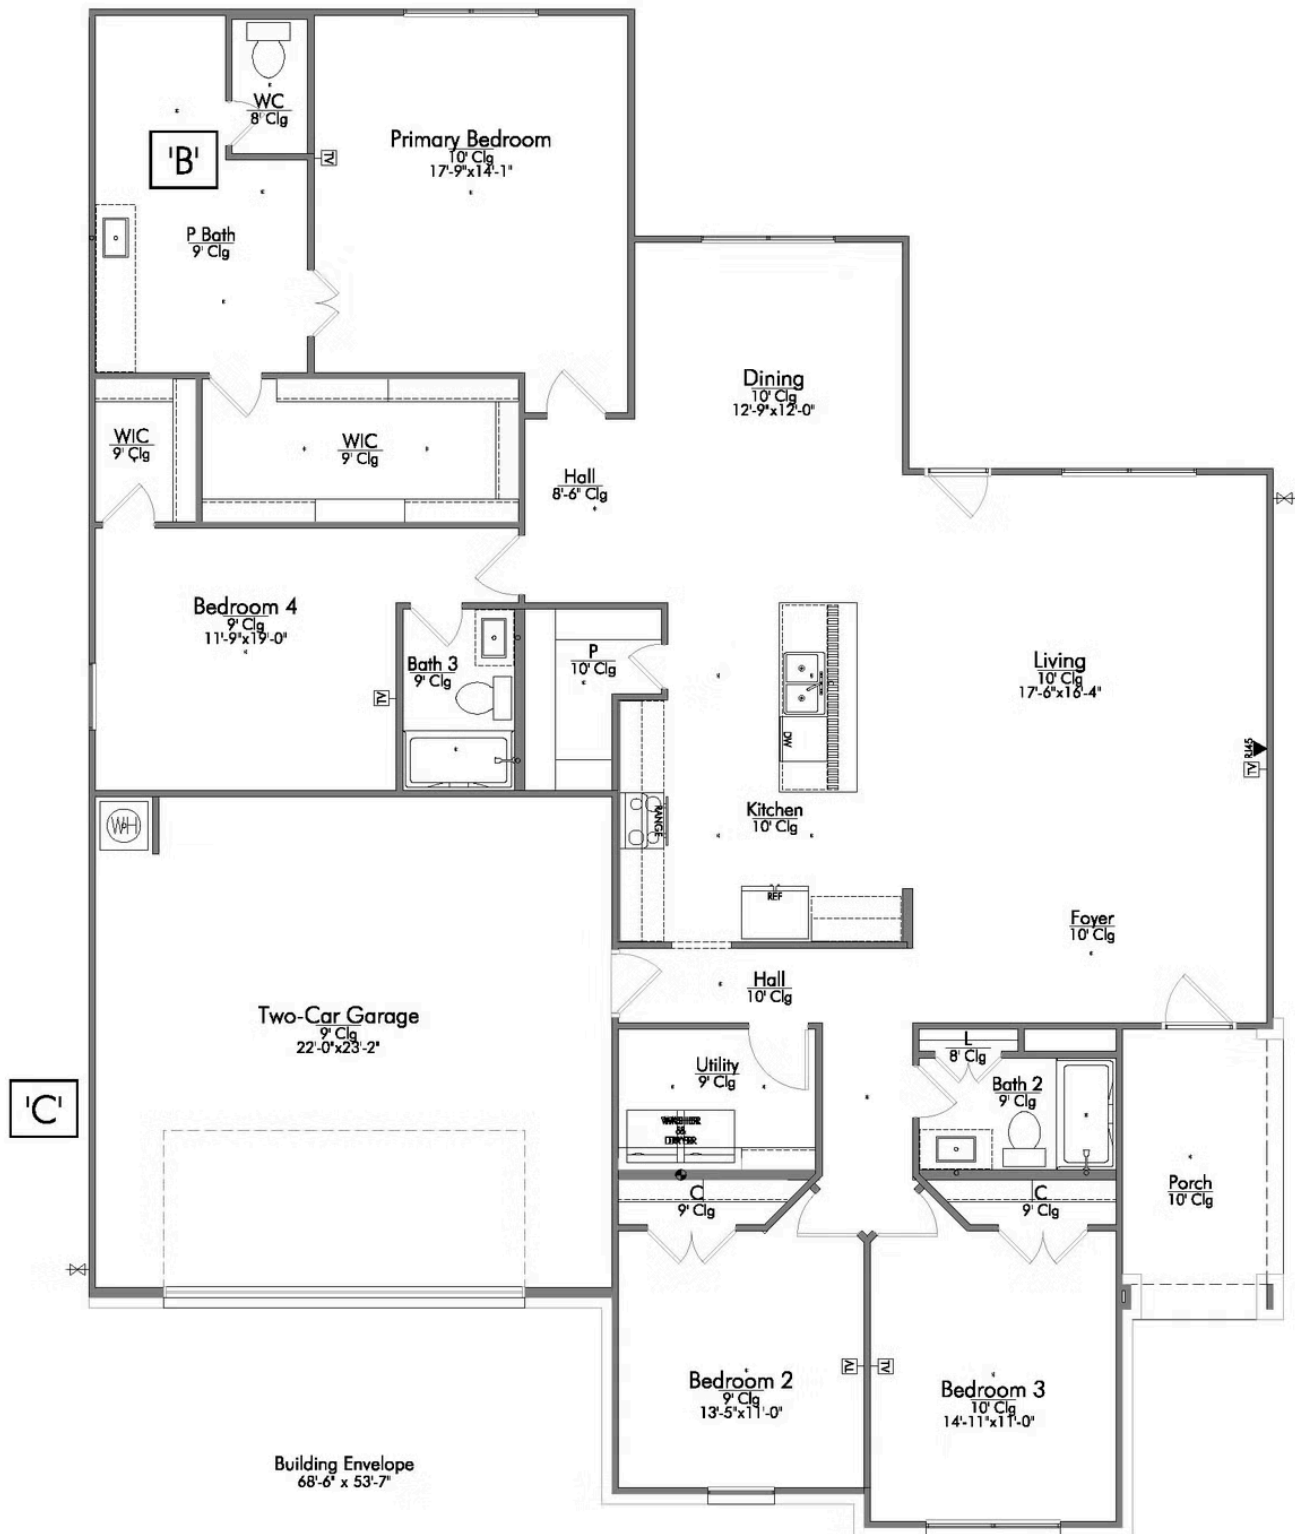 WC
8' Clg
'B'
Primary Bedroom
10' Clg
17'-9"x14'-1"
TV
P Bath
9' Clg
Dining
10' Clg
12'-9"x12'-0"
WIC
9' Clg
WIC
9' Clg
Hall
8'-6" Clg
Bedroom 4
9' Clg
11'-9"x19'-0"
TV
Bath 3
9' Clg
P
10' Clg
Living
10' Clg
17'-6"x16'-4"
DW
RJ45
TV
WH
RANGE
Kitchen
10' Clg
REF
Foyer
10' Clg
Hall
10' Clg
Two-Car Garage
9' Clg
22'-0"x23'-2"
L
8' Clg
Utility
9' Clg
Bath 2
9' Clg
'C'
WASHER
DRYER
Porch
10' Clg
C
9' Clg
C
9' Clg
TV
TV
Bedroom 2
9' Clg
13'-5"x11'-0"
Bedroom 3
10' Clg
14'-11"x11'-0"
Building Envelope
68'-6" x 53'-7"